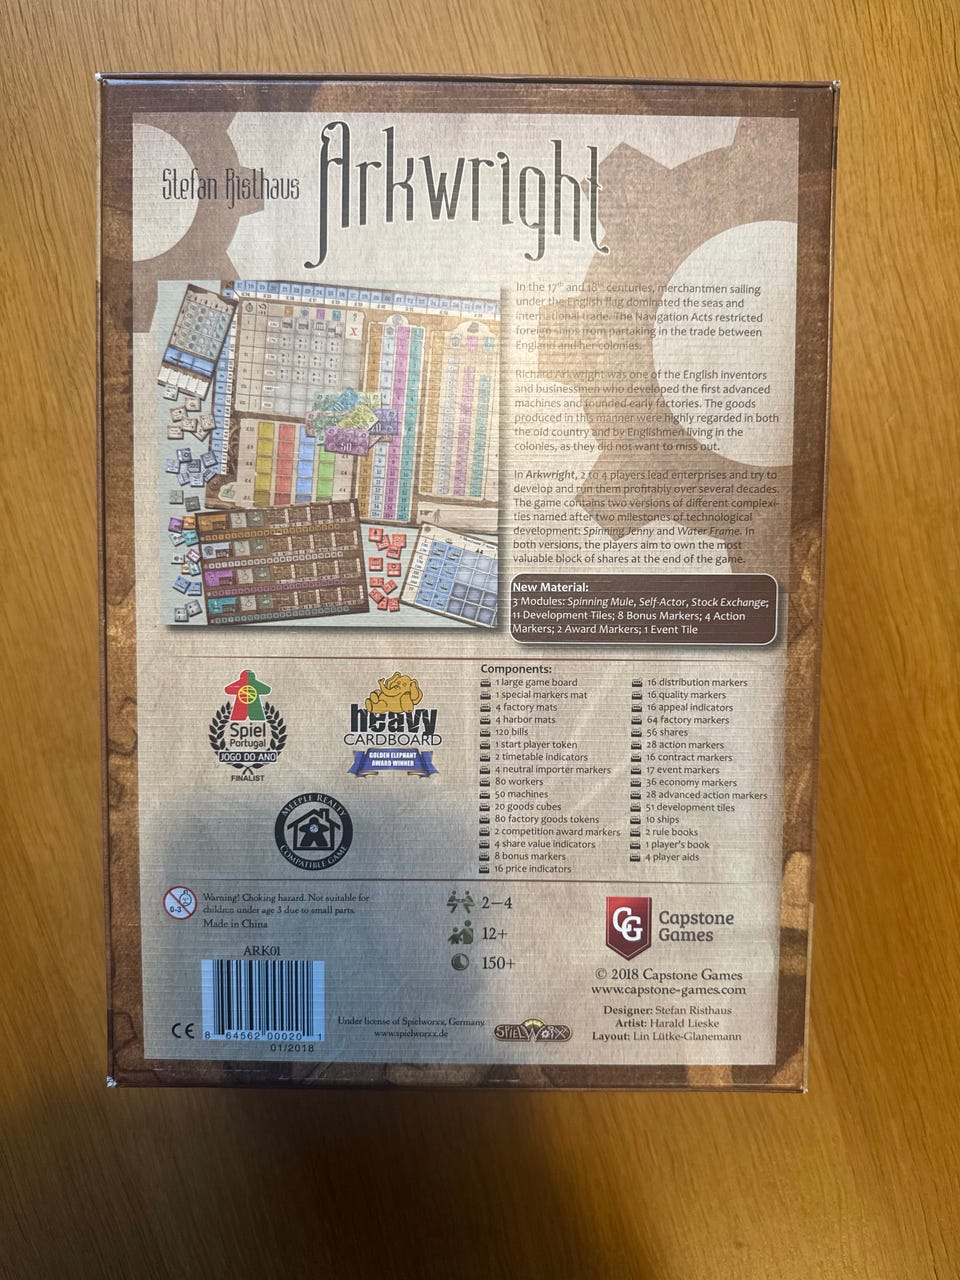 Stefan Risthaus
Arkwright
In the 17th and 18th centuries, merchantmen sailing
under the English flag dominated the seas and
international trade. The Navigation Acts restricted
foreign ships from partaking in the trade between
England and her colonies.
Richard Arkwright was one of the English inventors
and businessmen who developed the first advanced
machines and founded early factories. The goods
produced in this manner were highly regarded in both
the old country and by Englishmen living in the
colonies, as they did not want to miss out.
In Arkwright, 2 to 4 players lead enterprises and try to
develop and run them profitably over several decades.
The game contains two versions of different complexi-
ties named after two milestones of technological
development: Spinning Jenny and Water Frame. In
both versions, the players aim to own the most
valuable block of shares at the end of the game.
New Material:
3 Modules: Spinning Mule, Self-Actor, Stock Exchange;
11 Development Tiles; 8 Bonus Markers; 4 Action
Markers; 2 Award Markers; 1 Event Tile
Spiel
Portugal
JOGO DO ANO
FINALIST
heavy
CARDBOARD
GOLDEN ELEPHANT
AWARD WINNER
MEEPLE REALTY
COMPATIBLE GAME
Components:
1 large game board
1 special markers mat
4 factory mats
4 harbor mats
120 bills
1 start player token
2 timetable indicators
4 neutral importer markers
80 workers
50 machines
20 goods cubes
80 factory goods tokens
2 competition award markers
4 share value indicators
8 bonus markers
16 price indicators
16 distribution markers
16 quality markers
16 appeal indicators
64 factory markers
56 shares
28 action markers
16 contract markers
17 event markers
36 economy markers
28 advanced action markers
51 development tiles
10 ships
2 rule books
1 player's book
4 player aids
0-3
Warning! Choking hazard. Not suitable for
children under age 3 due to small parts.
Made in China
ARK01
CE
8 64562 00020 1
01/2018
Under license of Spielworxx, Germany
www.spielworxx.de
2–4
12+
150+
SPIELWORXX
CG
Capstone
Games
© 2018 Capstone Games
www.capstone-games.com
Designer: Stefan Risthaus
Artist: Harald Lieske
Layout: Lin Lütke-Glanemann